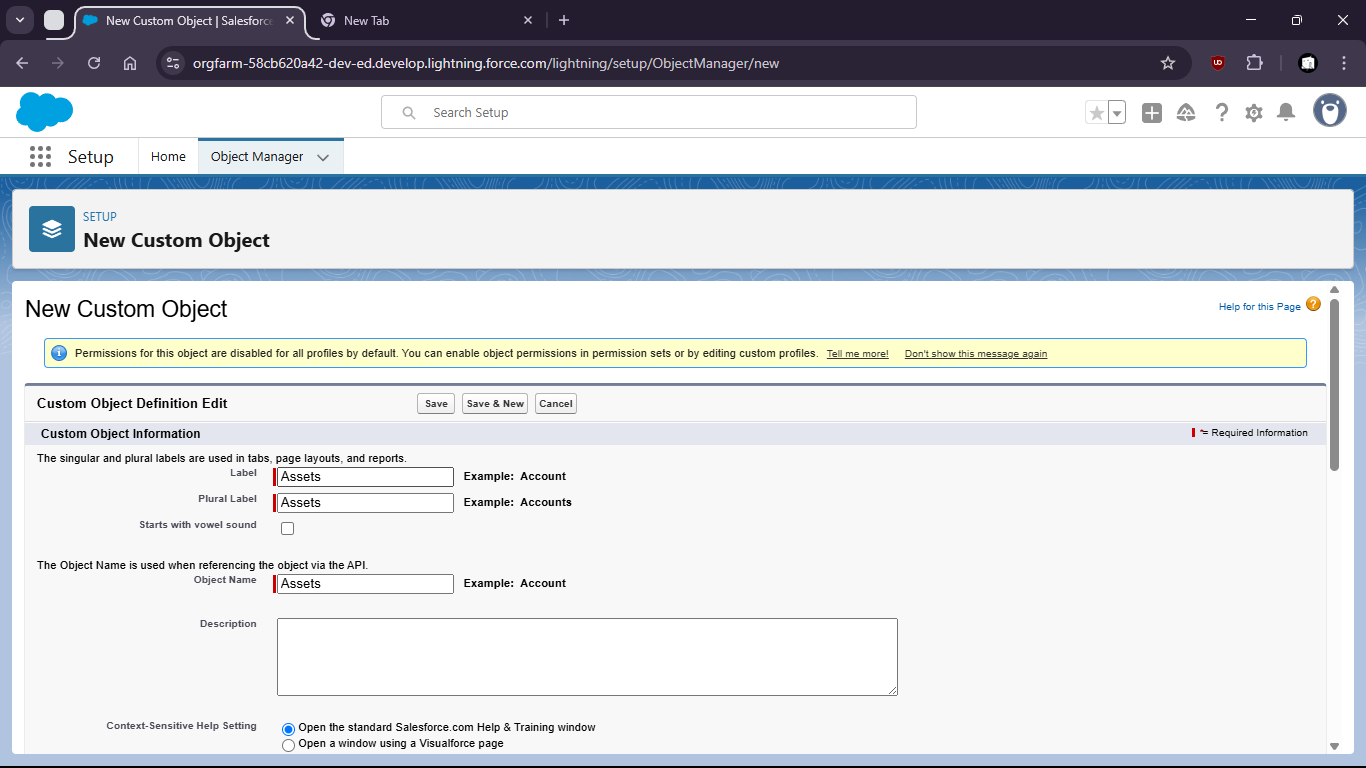 New Custom Object | Salesforce
New Tab
orgfarm-58cb620a42-dev-ed.develop.lightning.force.com/lightning/setup/ObjectManager/new
Search Setup
Setup
Home
Object Manager
SETUP
New Custom Object
New Custom Object
Help for this Page ?
Permissions for this object are disabled for all profiles by default. You can enable object permissions in permission sets or by editing custom profiles. Tell me more! Don't show this message again
Custom Object Definition Edit
Save
Save & New
Cancel
Custom Object Information
= Required Information
The singular and plural labels are used in tabs, page layouts, and reports.
Label Assets Example: Account
Plural Label Assets Example: Accounts
Starts with vowel sound
The Object Name is used when referencing the object via the API.
Object Name Assets Example: Account
Description
Context-Sensitive Help Setting Open the standard Salesforce.com Help & Training window
Open a window using a Visualforce page